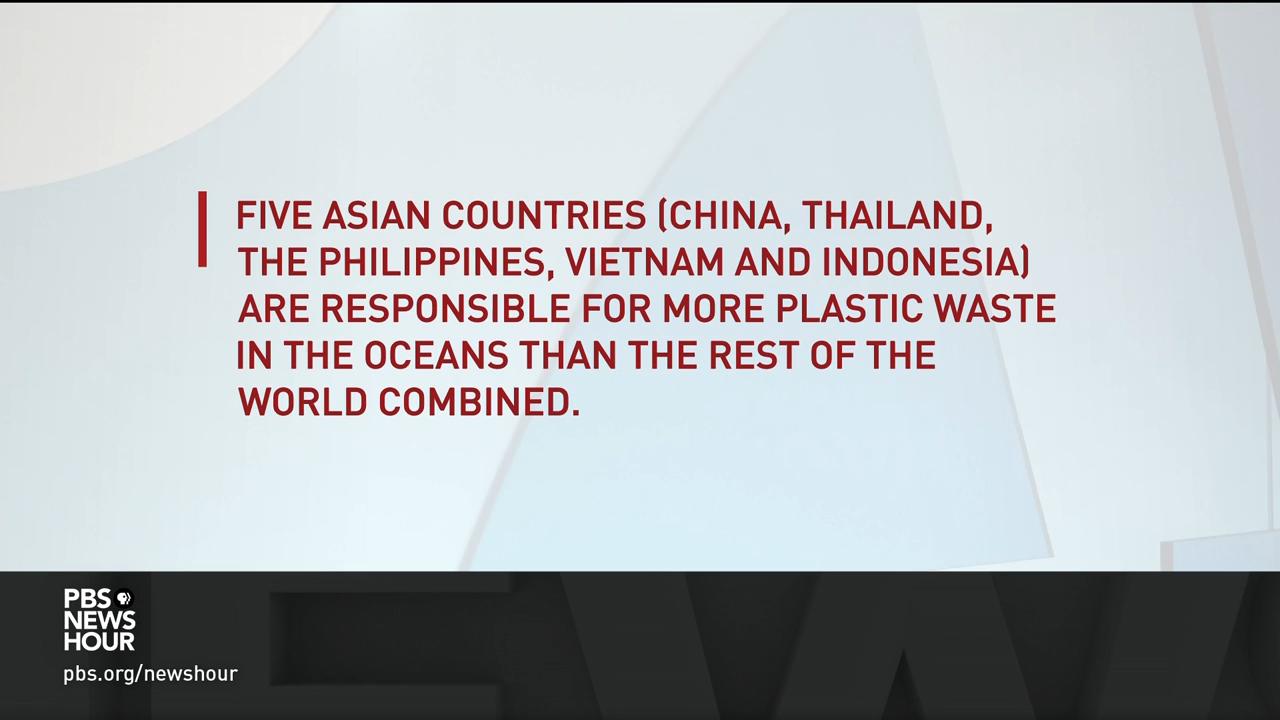 FIVE ASIAN COUNTRIES (CHINA, THAILAND,
THE PHILIPPINES, VIETNAM AND INDONESIA)
ARE RESPONSIBLE FOR MORE PLASTIC WASTE
IN THE OCEANS THAN THE REST OF THE
WORLD COMBINED.
PBS
NEWS
HOUR
pbs.org/newshour